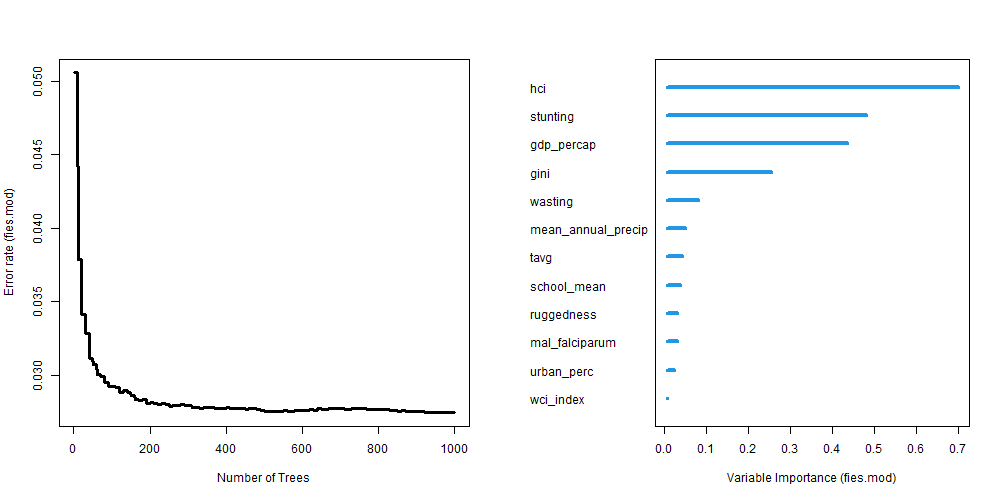 0.050
0.045
0.040
0.035
0.030
Error rate (fies.mod)
0
200
400
600
800
1000
Number of Trees
hci
stunting
gdp_percap
gini
wasting
mean_annual_precip
tavg
school_mean
ruggedness
mal_falciparum
urban_perc
wci_index
0.0
0.1
0.2
0.3
0.4
0.5
0.6
0.7
Variable Importance (fies.mod)